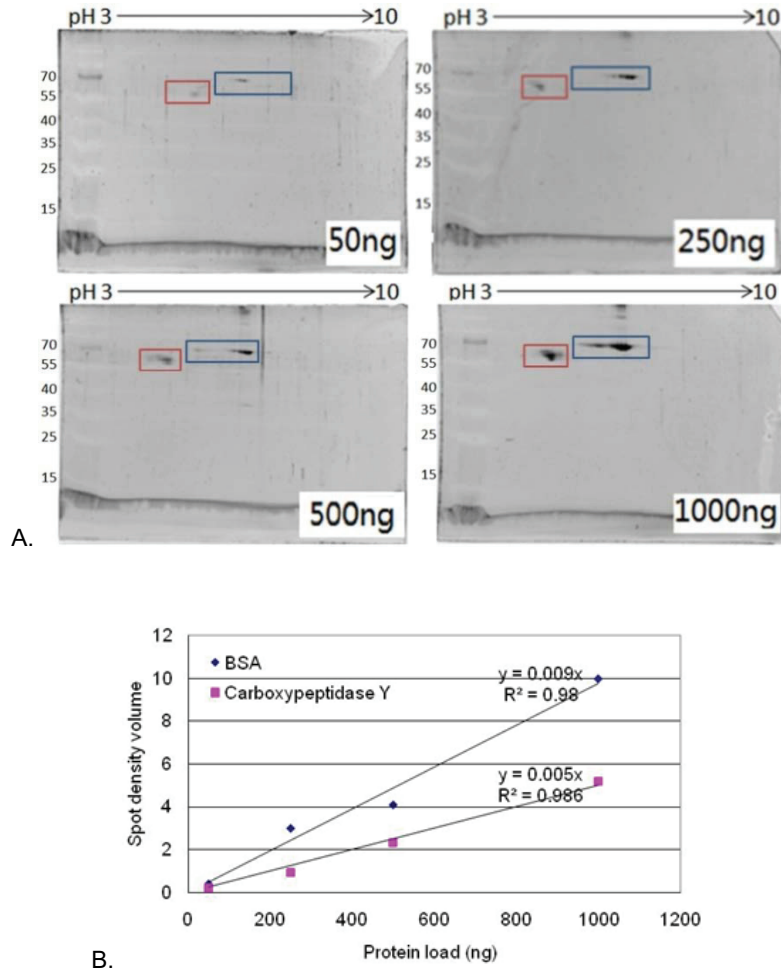 pH 3 10
pH 3 10
70
55
40
35
25
15
50ng
70
55
40
35
25
15
250ng
pH 3 10
pH 3 10
70
55
40
35
25
15
500ng
70
55
40
35
25
15
1000ng
A.
12
10
8
6
4
2
0
Spot density volume
BSA
Carboxypeptidase Y
y = 0.009x
R² = 0.98
y = 0.005x
R² = 0.986
0 200 400 600 800 1000 1200
Protein load (ng)
B.